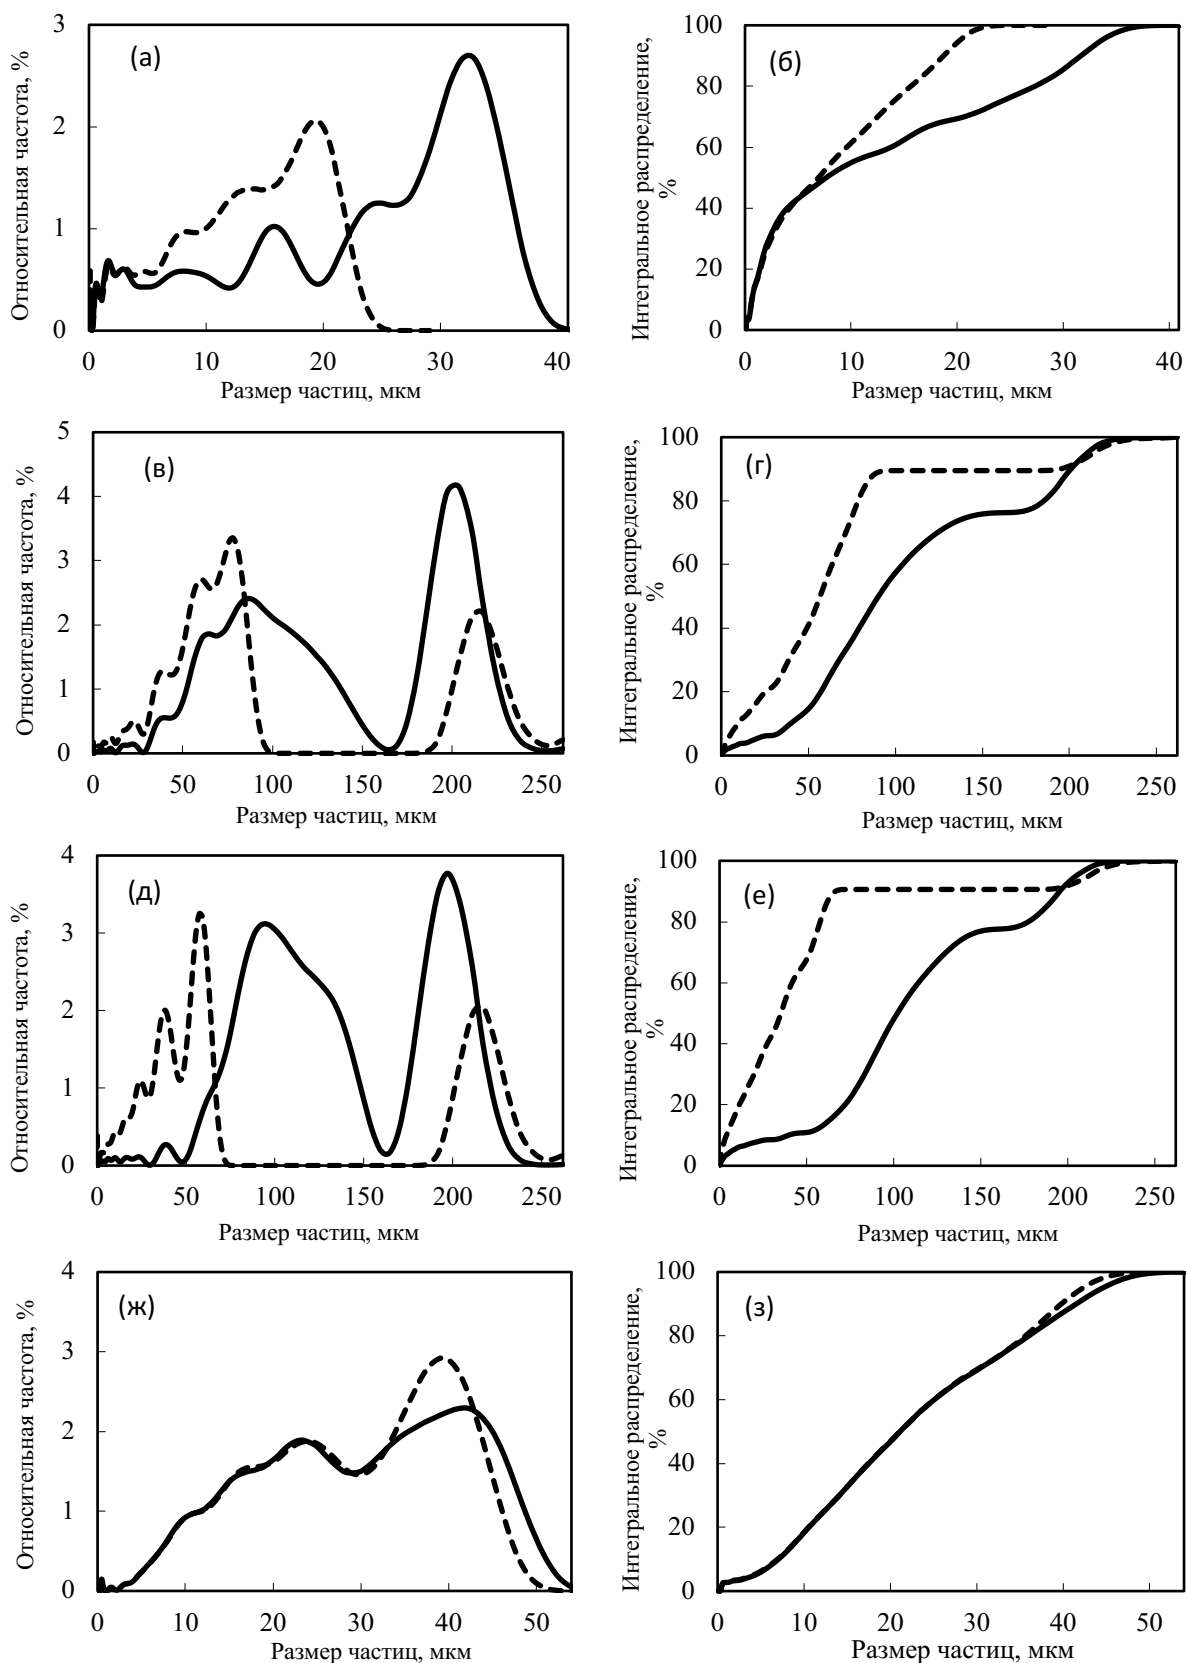 Относительная частота, %
3
2
1
0
(а)
0 10 20 30 40
Размер частиц, мкм
Интегральное распределение, %
100
80
60
40
20
0
(б)
0 10 20 30 40
Размер частиц, мкм
Относительная частота, %
5
4
3
2
1
0
(в)
0 50 100 150 200 250
Размер частиц, мкм
Интегральное распределение, %
100
80
60
40
20
0
(г)
0 50 100 150 200 250
Размер частиц, мкм
Относительная частота, %
4
3
2
1
0
(д)
0 50 100 150 200 250
Размер частиц, мкм
Интегральное распределение, %
100
80
60
40
20
0
(е)
0 50 100 150 200 250
Размер частиц, мкм
Относительная частота, %
4
3
2
1
0
(ж)
0 10 20 30 40 50
Размер частиц, мкм
Интегральное распределение, %
100
80
60
40
20
0
(з)
0 10 20 30 40 50
Размер частиц, мкм